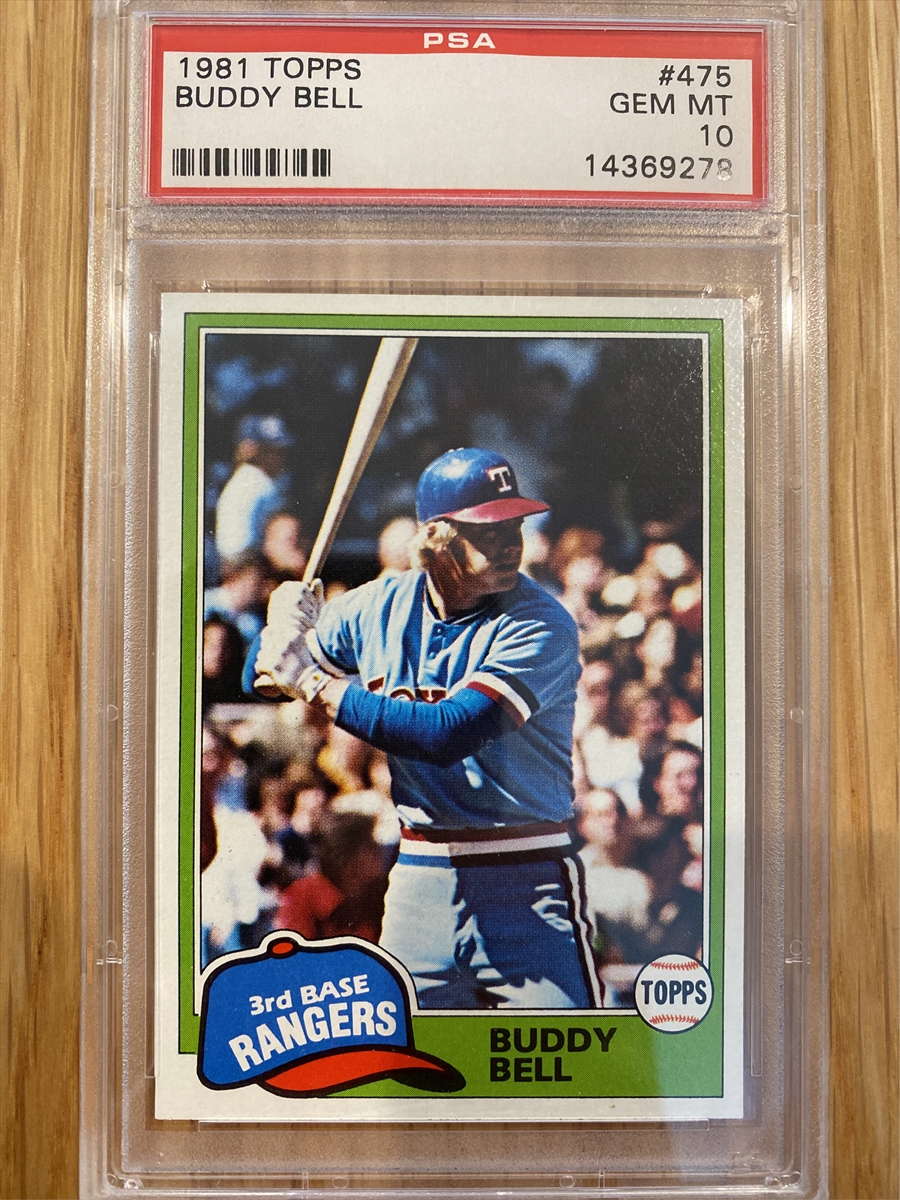 PSA
1981 TOPPS #475
BUDDY BELL GEM MT
10
14369278
T
3rd BASE
RANGERS
TOPPS
BUDDY
BELL